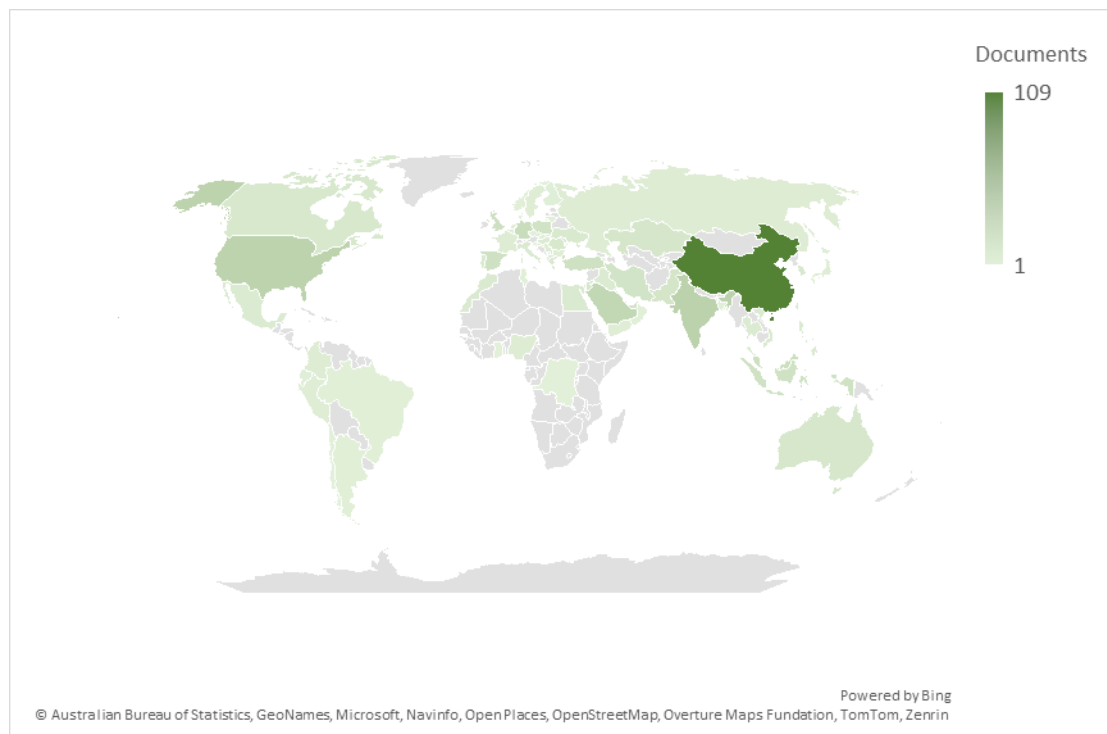 Documents
109
1
Powered by Bing
© Australian Bureau of Statistics, GeoNames, Microsoft, Navinfo, Open Places, OpenStreetMap, Overture Maps Fundation, TomTom, Zenrin